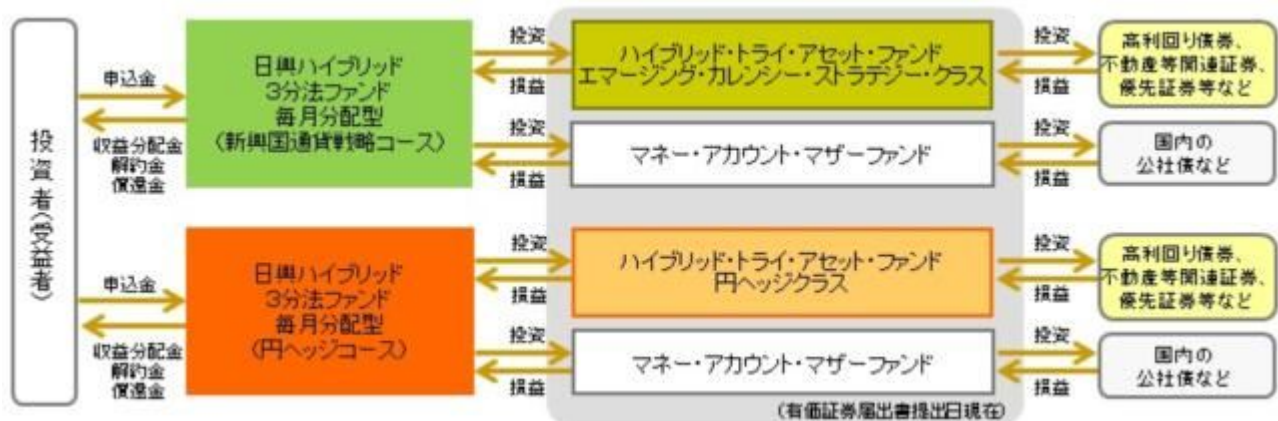 投資者(受益者)
申込金
収益分配金
解約金
償還金
日興ハイブリッド
3分法ファンド
毎月分配型
(新興国通貨戦略コース)
投資
損益
ハイブリッド・トライ・アセット・ファンド
エマージング・カレンシー・ストラテジー・クラス
投資
損益
高利回り債券、
不動産等関連証券、
優先証券等など
投資
損益
マネー・アカウント・マザーファンド
投資
損益
国内の
公社債など
申込金
収益分配金
解約金
償還金
日興ハイブリッド
3分法ファンド
毎月分配型
(円ヘッジコース)
投資
損益
ハイブリッド・トライ・アセット・ファンド
円ヘッジクラス
投資
損益
高利回り債券、
不動産等関連証券、
優先証券等など
投資
損益
マネー・アカウント・マザーファンド
投資
損益
国内の
公社債など
(有価証券届出書提出日現在)